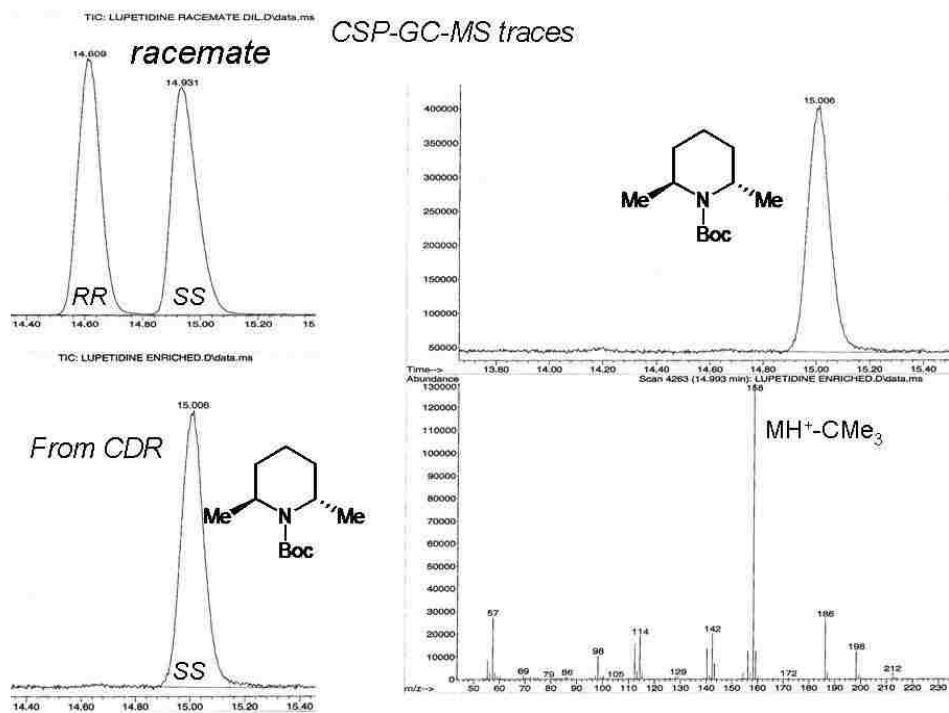 TIC: LUPETIDINE RACEMATE DIL.D\data.ms
CSP-GC-MS traces
racemate
14.609
14.931
RR
SS
14.40 14.60 14.80 15.00 15.20 15
TIC: LUPETIDINE ENRICHED.D\data.ms
15.006
From CDR
Me
N
Me
Boc
SS
14.40 14.60 14.80 15.00 15.20 15.40
400000
350000
300000
250000
200000
150000
100000
50000
15.006
Me
N
Me
Boc
Time-->
13.80 14.00 14.20 14.40 14.60 14.80 15.00 15.20 15.40
Abundance
Scan 4263 (14.993 min): LUPETIDINE ENRICHED.D\data.ms
130000
120000
110000
100000
90000
80000
70000
60000
50000
40000
30000
20000
10000
0
158
MH⁺-CMe₃
57
69
79
86
98
105
114
129
142
172
186
198
212
m/z-->
50 60 70 80 90 100 110 120 130 140 150 160 170 180 190 200 210 220 230